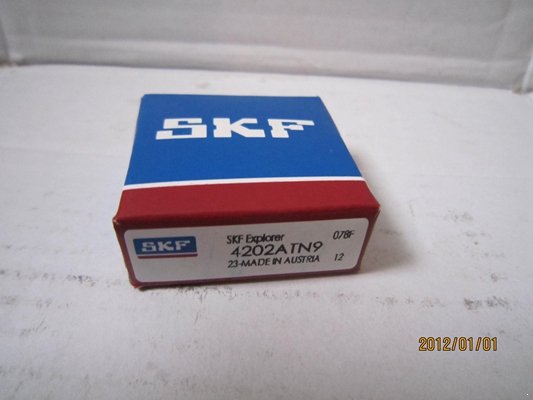 SKF
SKF
SKF Explorer 078F
4202ATN9
23-MADE IN AUSTRIA 12
2012/01/01